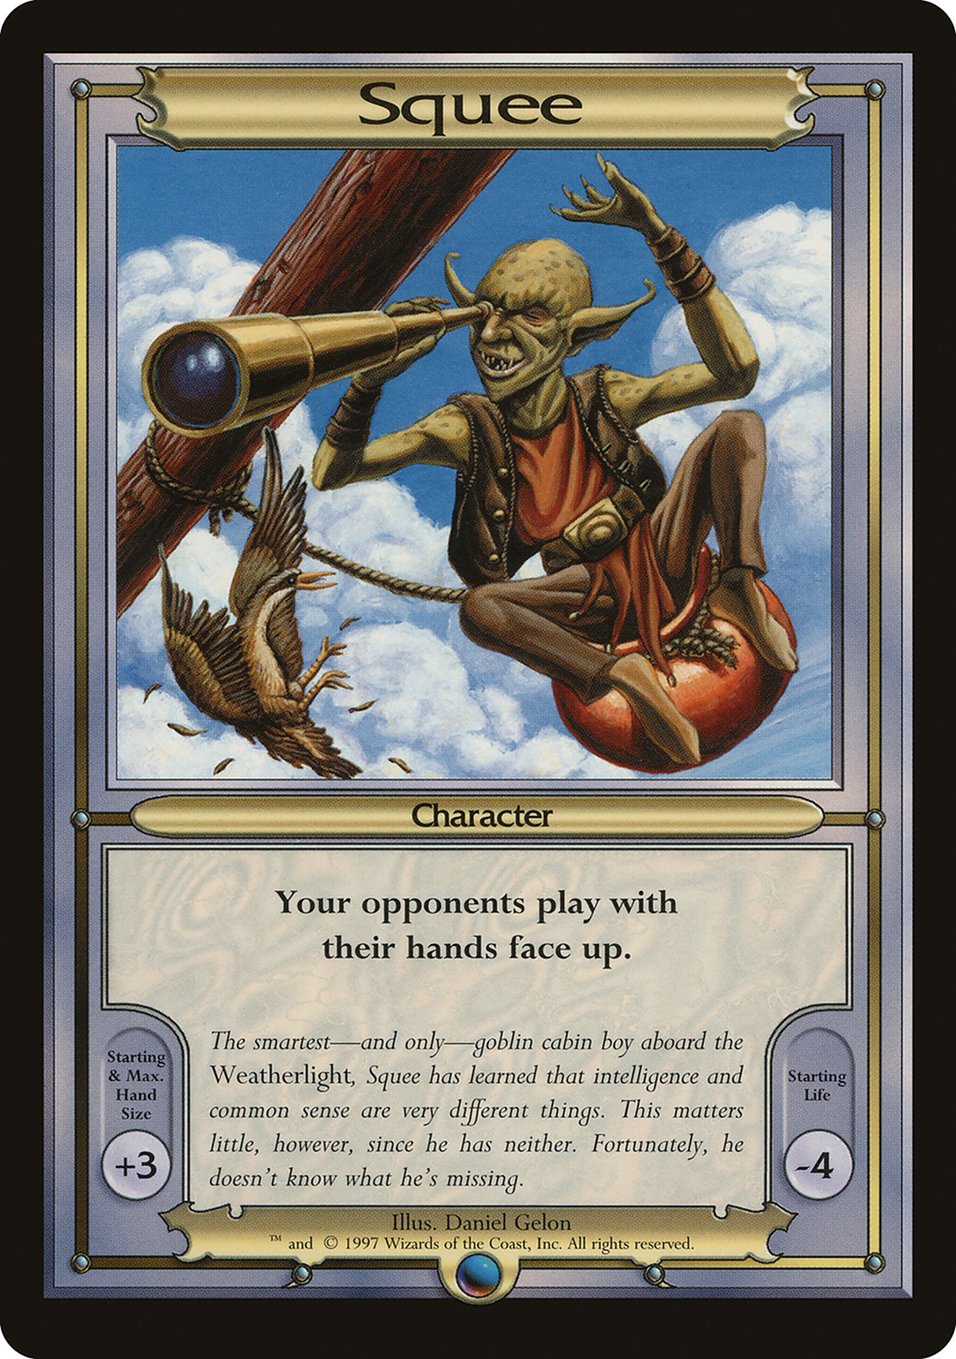 Squee
Character
Your opponents play with
their hands face up.
The smartest—and only—goblin cabin boy aboard the
Weatherlight, Squee has learned that intelligence and
common sense are very different things. This matters
little, however, since he has neither. Fortunately, he
doesn't know what he's missing.
Starting
& Max.
Hand
Size
+3
Starting
Life
-4
Illus. Daniel Gelon
™ and © 1997 Wizards of the Coast, Inc. All rights reserved.